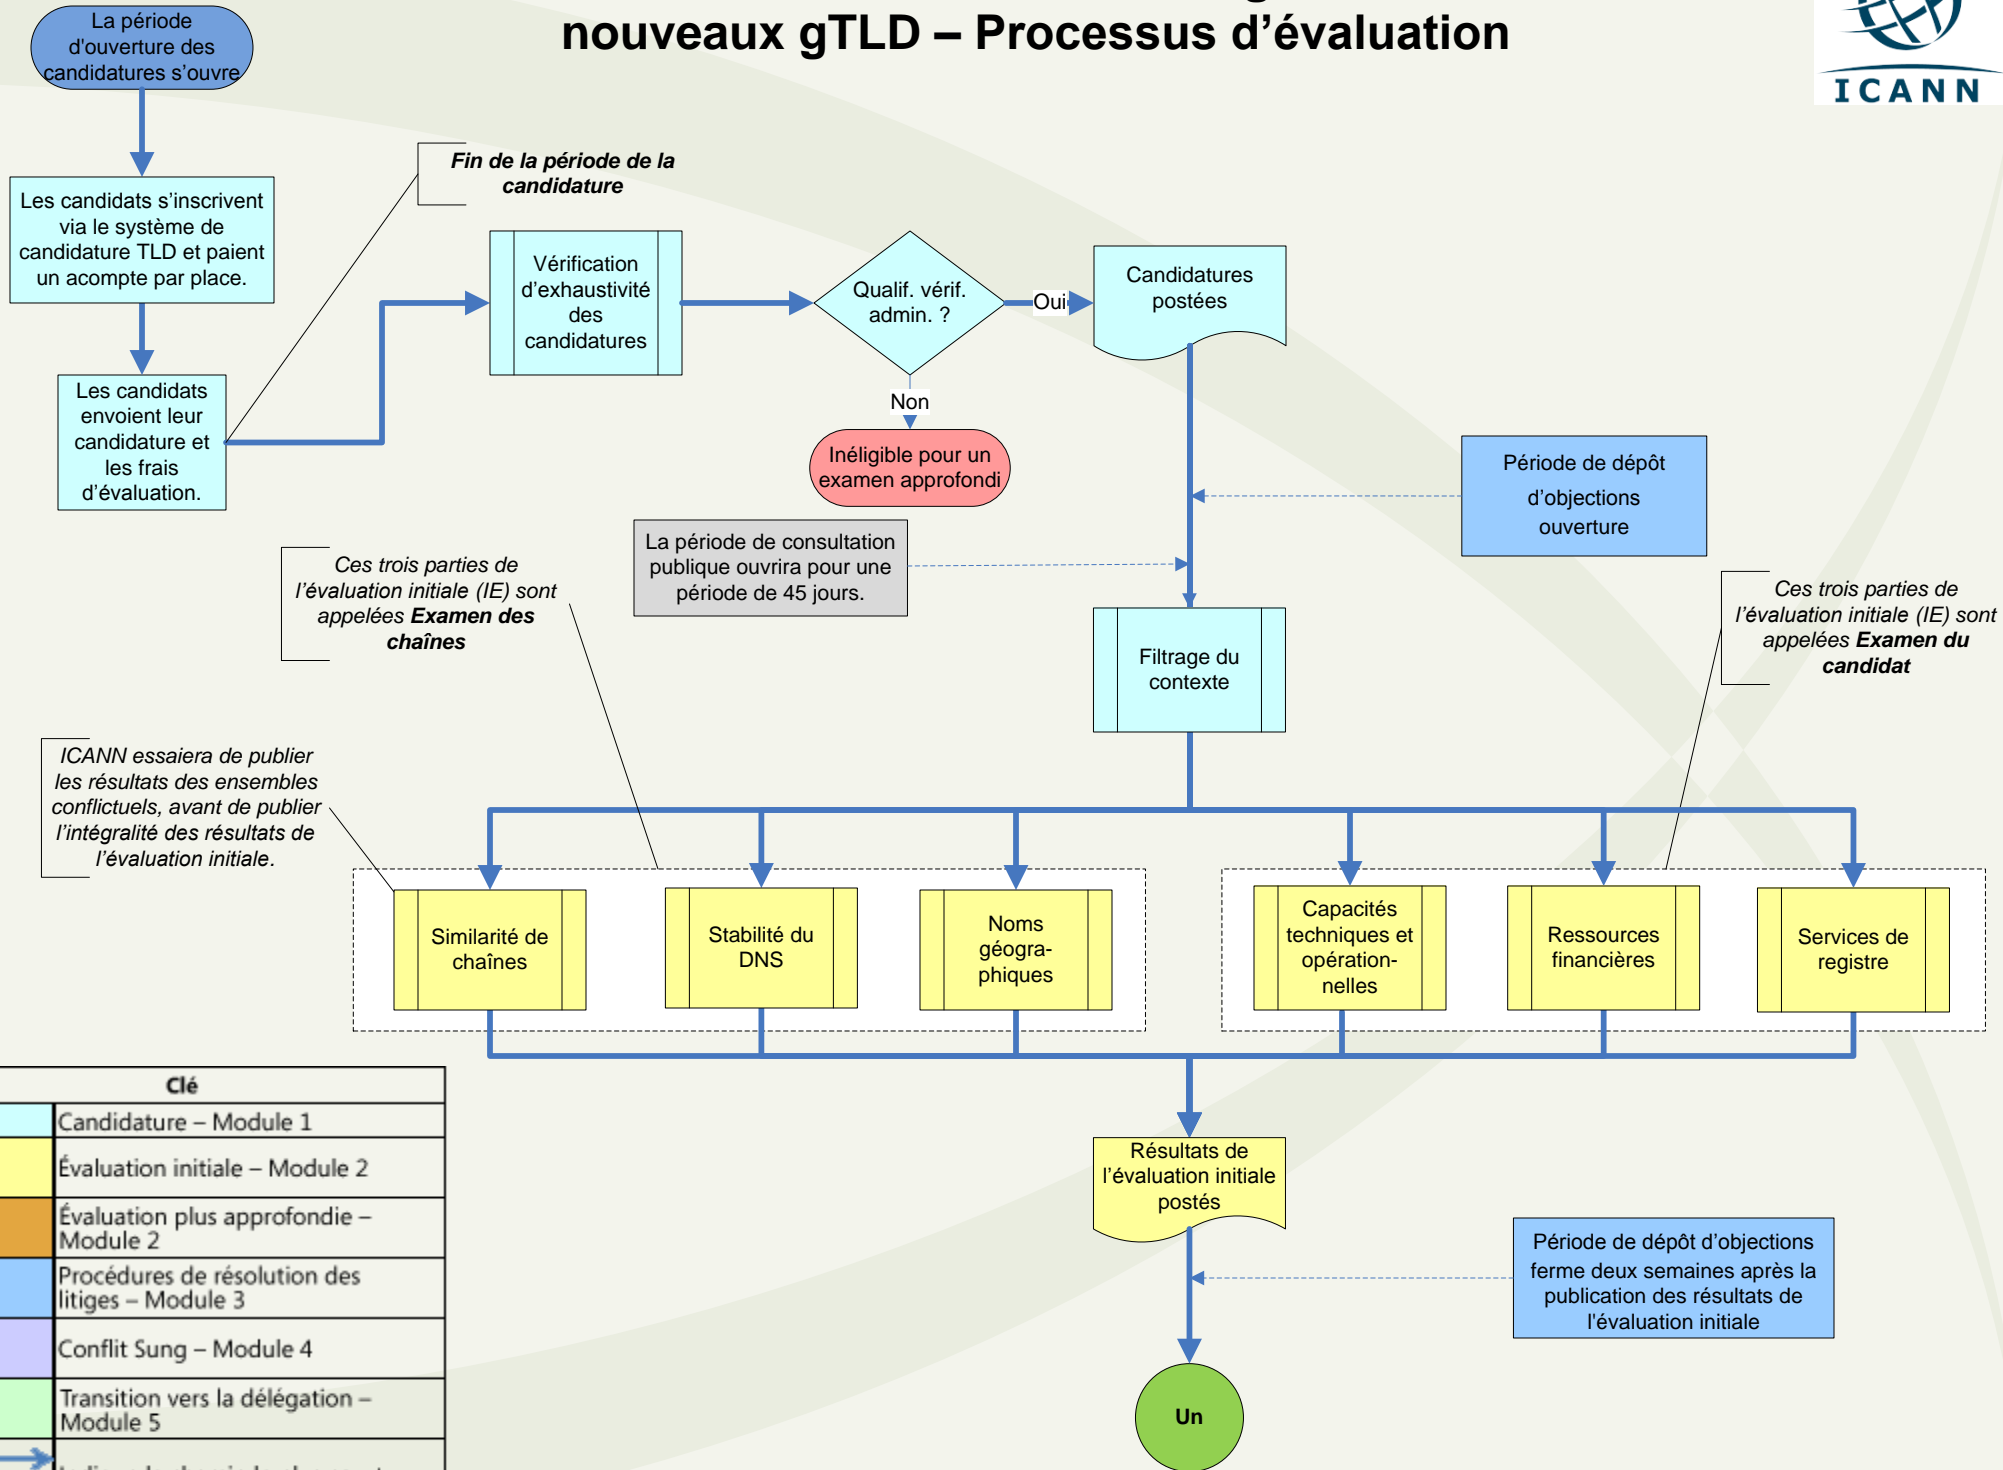 nouveaux gTLD – Processus d’évaluation
ICANN
La période
d'ouverture des
candidatures s’ouvre
Les candidats s’inscrivent
via le système de
candidature TLD et paient
un acompte par place.
Les candidats
envoient leur
candidature et
les frais
d’évaluation.
Fin de la période de la
candidature
Vérification
d’exhaustivité
des
candidatures
Qualif. vérif.
admin. ?
Oui
Non
Candidatures
postées
Inéligible pour un
examen approfondi
Période de dépôt
d’objections
ouverture
La période de consultation
publique ouvrira pour une
période de 45 jours.
Ces trois parties de
l’évaluation initiale (IE) sont
appelées Examen des
chaînes
Ces trois parties de
l’évaluation initiale (IE) sont
appelées Examen du
candidat
Filtrage du
contexte
ICANN essaiera de publier
les résultats des ensembles
conflictuels, avant de publier
l’intégralité des résultats de
l’évaluation initiale.
Similarité de
chaînes
Stabilité du
DNS
Noms
géogra-
phiques
Capacités
techniques et
opération-
nelles
Ressources
financières
Services de
registre
Résultats de
l’évaluation initiale
postés
Période de dépôt d’objections
ferme deux semaines après la
publication des résultats de
l'évaluation initiale
Un
Clé
Candidature – Module 1
Évaluation initiale – Module 2
Évaluation plus approfondie –
Module 2
Procédures de résolution des
litiges – Module 3
Conflit Sung – Module 4
Transition vers la délégation –
Module 5